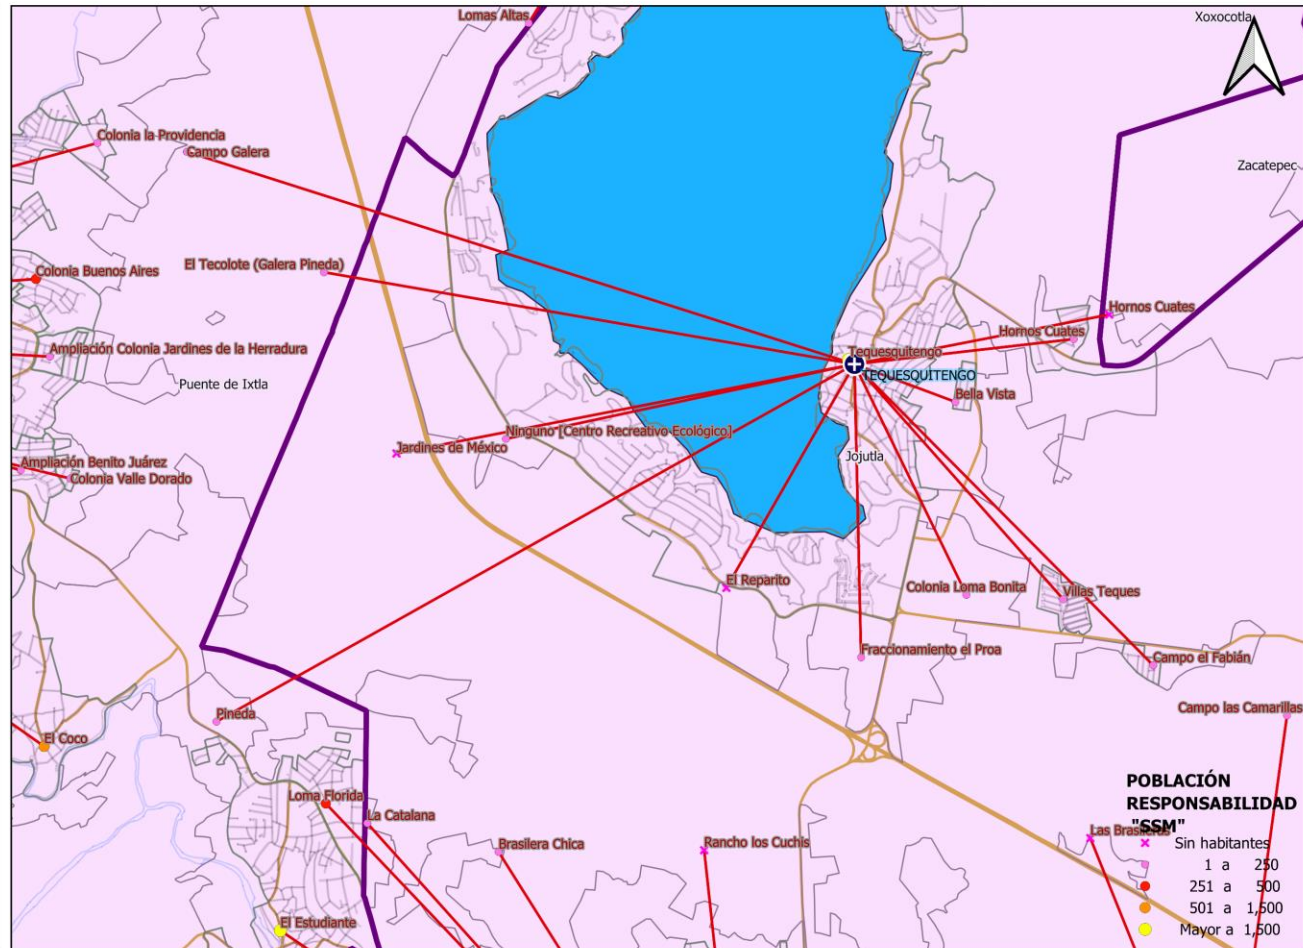 Lomas Altas
Xoxocotla
Colonia la Providencia
Campo Galera
Zacatepec
El Tecolote (Galera Pineda)
Colonia Buenos Aires
Hornos Cuates
Hornos Cuates
Ampliación Colonia Jardines de la Herradura
Tequesquitengo
TEQUESQUITENGO
Puente de Ixtla
Bella Vista
Ninguno [Centro Recreativo Ecológico]
Jardines de México
Jojutla
Ampliación Benito Juárez
Colonia Valle Dorado
El Reparito
Colonia Loma Bonita
Villas Teques
Fraccionamiento el Proa
Campo el Fabián
Campo las Camarillas
Pineda
El Coco
Loma Florida
La Catalana
Brasilera Chica
Rancho los Cuchis
Las Brasileras
El Estudiante
POBLACIÓN
RESPONSABILIDAD
"SSM"
Sin habitantes
1 a 250
251 a 500
501 a 1,500
Mayor a 1,500